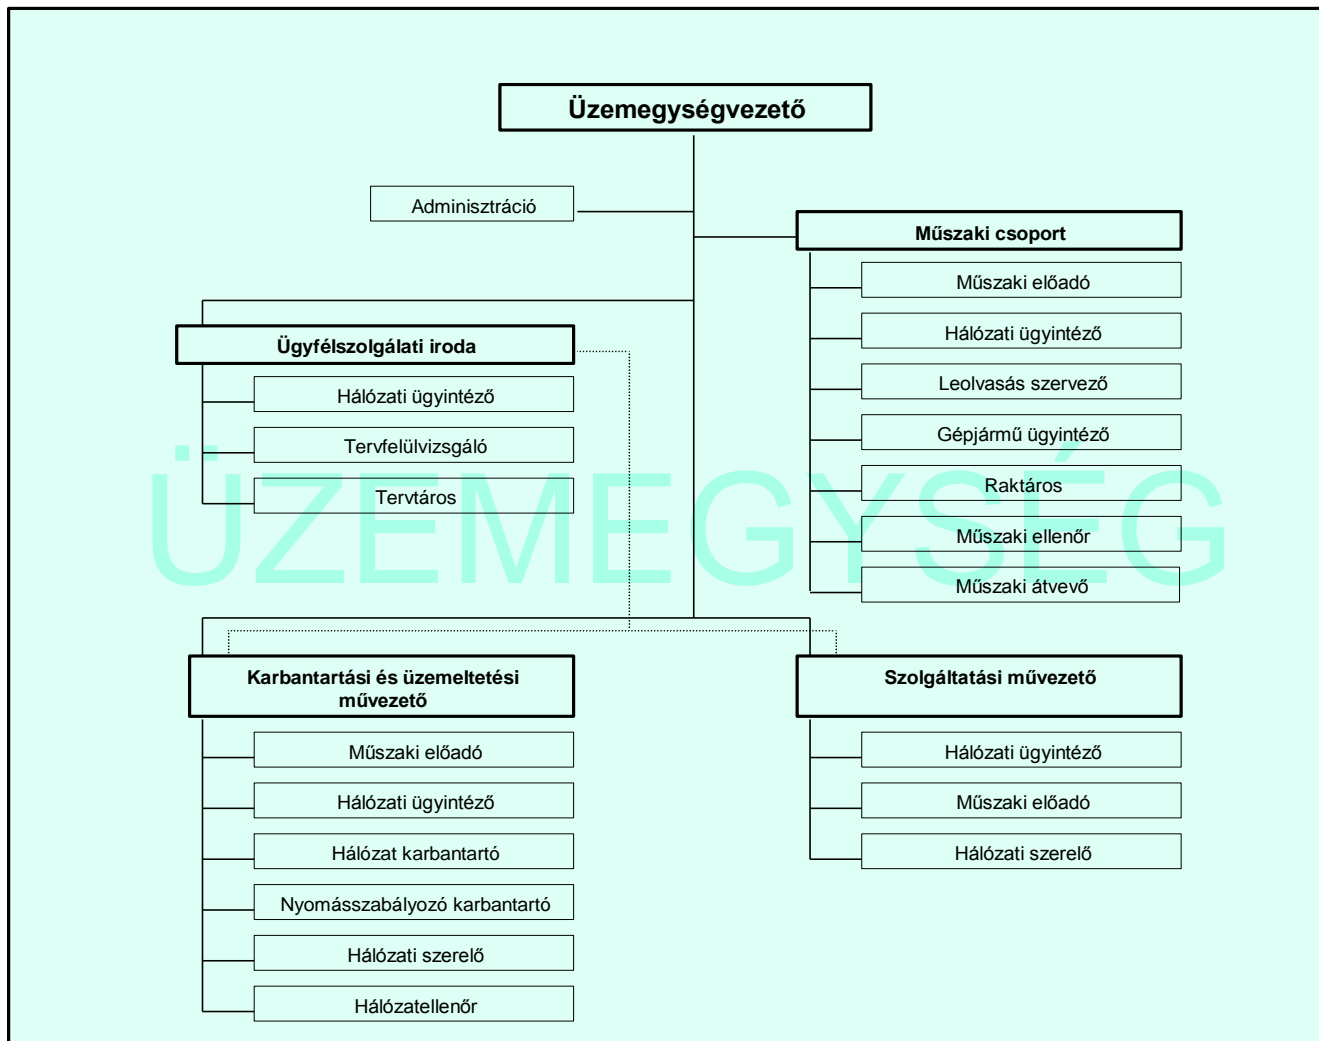 Üzemegységvezető
Adminisztráció
Műszaki csoport
Műszaki előadó
Hálózati ügyintéző
Leolvasás szervező
Gépjármű ügyintéző
Raktáros
Műszaki ellenőr
Műszaki átvevő
Ügyfélszolgálati iroda
Hálózati ügyintéző
Tervfelülvizsgáló
Tervtáros
ÜZEMEGYSÉG
Karbantartási és üzemeltetési
művezető
Műszaki előadó
Hálózati ügyintéző
Hálózat karbantartó
Nyomásszabályozó karbantartó
Hálózati szerelő
Hálózatellenőr
Szolgáltatási művezető
Hálózati ügyintéző
Műszaki előadó
Hálózati szerelő